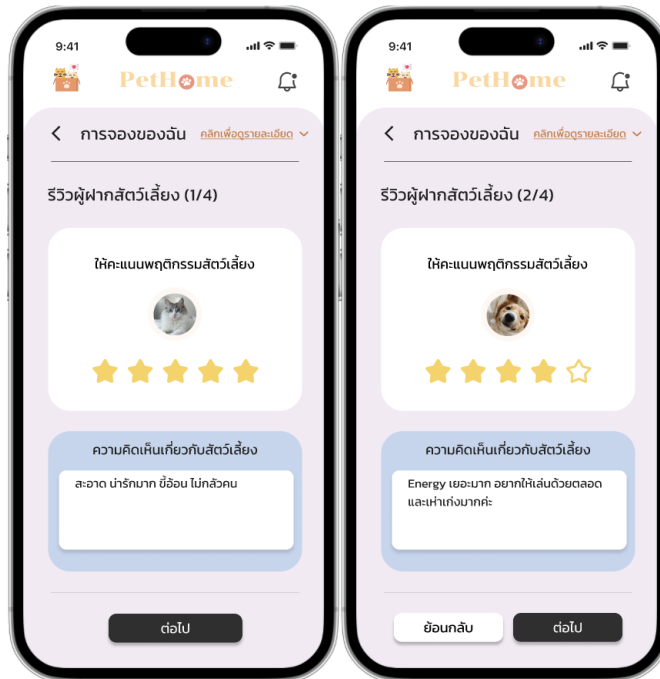 9:41
PetHome
การจองของฉัน คลิกเพื่อดูรายละเอียด
รีวิวผู้ฝากสัตว์เลี้ยง (1/4)
ให้คะแนนพฤติกรรมสัตว์เลี้ยง
ความคิดเห็นเกี่ยวกับสัตว์เลี้ยง
สะอาด น่ารักมาก ขี้อ้อน ไม่กลัวคน
ต่อไป
9:41
PetHome
การจองของฉัน คลิกเพื่อดูรายละเอียด
รีวิวผู้ฝากสัตว์เลี้ยง (2/4)
ให้คะแนนพฤติกรรมสัตว์เลี้ยง
ความคิดเห็นเกี่ยวกับสัตว์เลี้ยง
Energy เยอะมาก อยากให้เล่นด้วยตลอด
และเห่าเก่งมากค่ะ
ย้อนกลับ ต่อไป